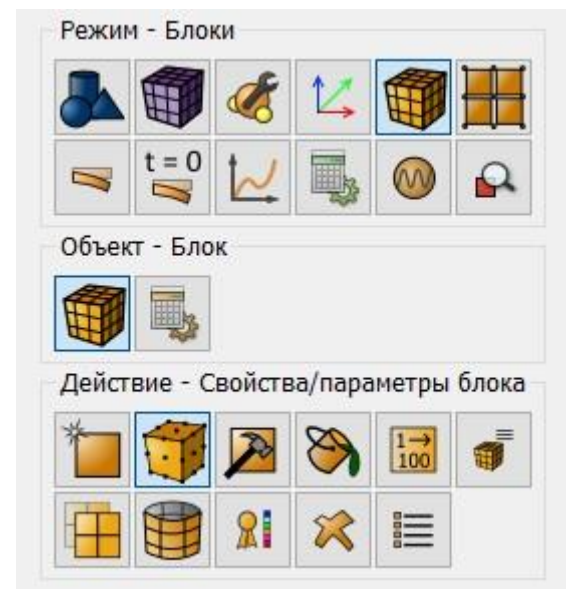 Режим - Блоки
t = 0
Объект - Блок
Действие - Свойства/параметры блока
1→
100